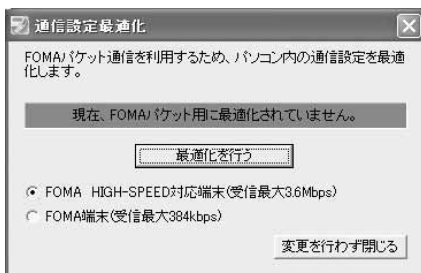 通信設定最適化
FOMAパケット通信を利用するため、パソコン内の通信設定を最適
化します。
現在、FOMAパケット用に最適化されていません。
最適化を行う
FOMA HIGH-SPEED対応端末(受信最大3.6Mbps)
FOMA端末(受信最大384kbps)
変更を行わず閉じる